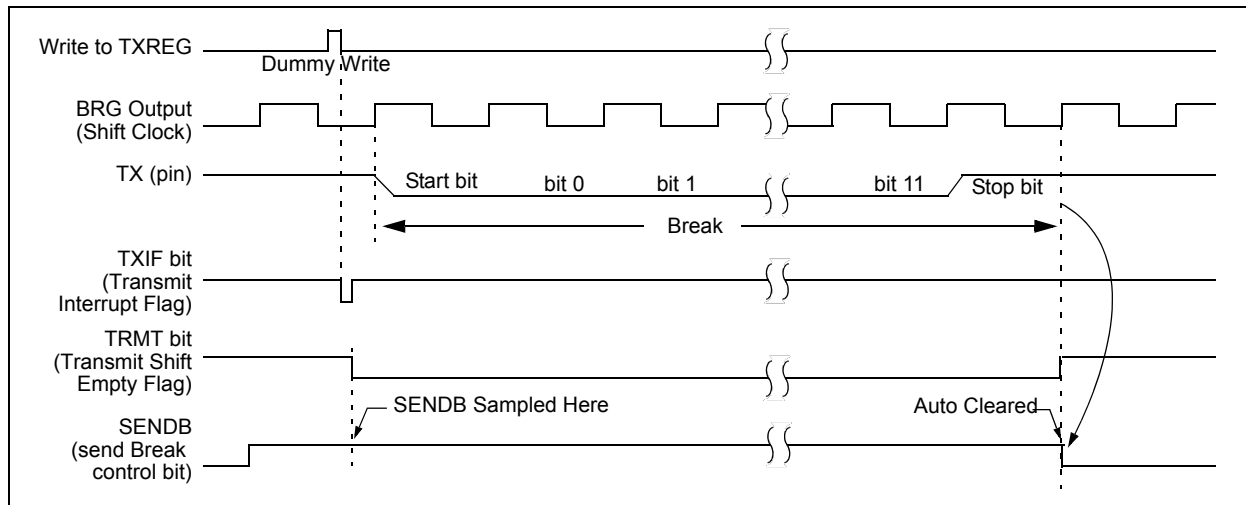 Write to TXREG
Dummy Write
BRG Output
(Shift Clock)
TX (pin)
Start bit
bit 0
bit 1
bit 11
Stop bit
Break
TXIF bit
(Transmit
Interrupt Flag)
TRMT bit
(Transmit Shift
Empty Flag)
SENDB Sampled Here
Auto Cleared
SENDB
(send Break
control bit)